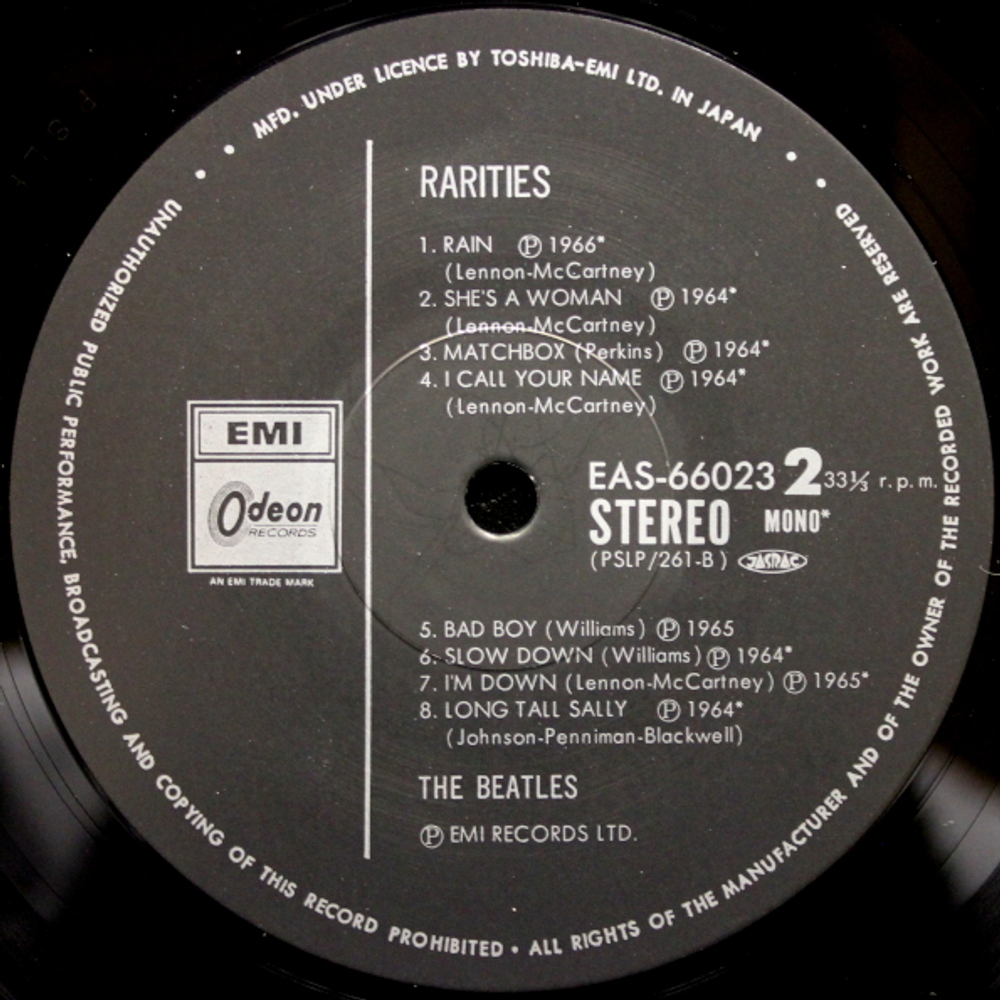 MFD. UNDER LICENCE BY TOSHIBA-EMI LTD. IN JAPAN
RARITIES
1. RAIN Ⓟ 1966*
(Lennon-McCartney)
2. SHE'S A WOMAN Ⓟ 1964*
(Lennon-McCartney)
3. MATCHBOX (Perkins) Ⓟ 1964*
4. I CALL YOUR NAME Ⓟ 1964*
(Lennon-McCartney)
EMI
Odeon
RECORDS
AN EMI TRADE MARK
EAS-66023 2 33⅓ r.p.m.
STEREO MONO*
(PSLP/261-B) JASRAC
5. BAD BOY (Williams) Ⓟ 1965
6. SLOW DOWN (Williams) Ⓟ 1964*
7. I'M DOWN (Lennon-McCartney) Ⓟ 1965*
8. LONG TALL SALLY Ⓟ 1964*
(Johnson-Penniman-Blackwell)
THE BEATLES
Ⓟ EMI RECORDS LTD.
UNAUTHORIZED PUBLIC PERFORMANCE, BROADCASTING AND COPYING OF THIS RECORD PROHIBITED • ALL RIGHTS OF THE MANUFACTURER AND OF THE OWNER OF THE RECORDED WORK ARE RESERVED